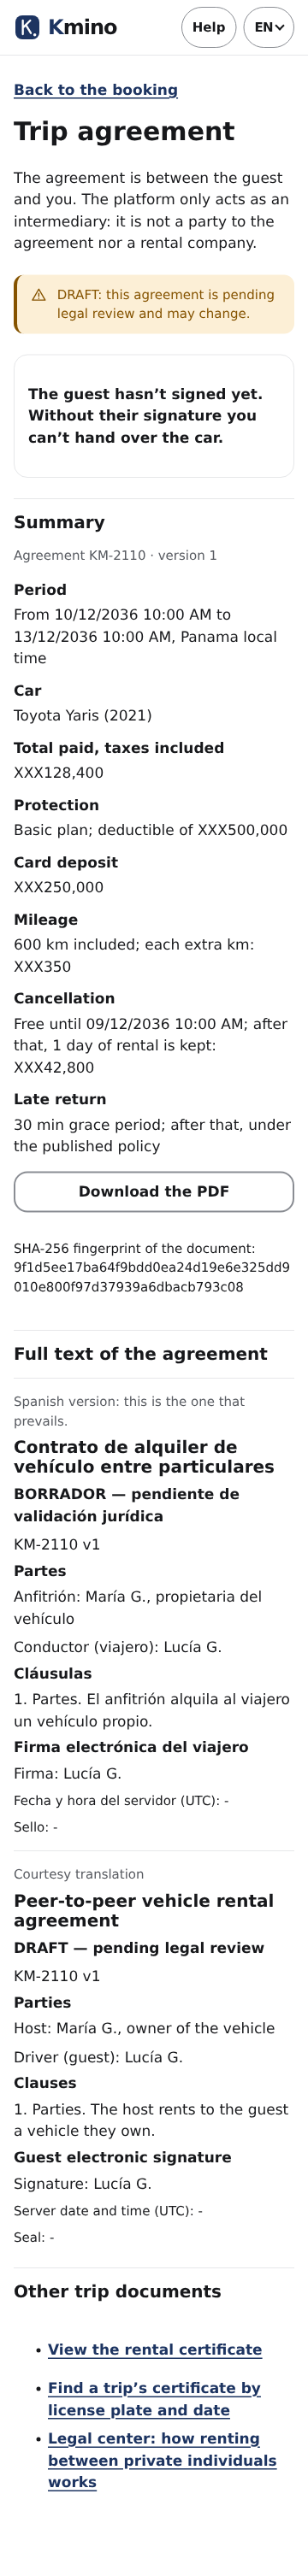 Kmino
Help
EN
Back to the booking
Trip agreement
The agreement is between the guest
and you. The platform only acts as an
intermediary: it is not a party to the
agreement nor a rental company.
DRAFT: this agreement is pending
legal review and may change.
The guest hasn’t signed yet.
Without their signature you
can’t hand over the car.
Summary
Agreement KM-2110 · version 1
Period
From 10/12/2036 10:00 AM to
13/12/2036 10:00 AM, Panama local
time
Car
Toyota Yaris (2021)
Total paid, taxes included
XXX128,400
Protection
Basic plan; deductible of XXX500,000
Card deposit
XXX250,000
Mileage
600 km included; each extra km:
XXX350
Cancellation
Free until 09/12/2036 10:00 AM; after
that, 1 day of rental is kept:
XXX42,800
Late return
30 min grace period; after that, under
the published policy
Download the PDF
SHA-256 fingerprint of the document:
9f1d5ee17ba64f9bdd0ea24d19e6e325dd9
010e800f97d37939a6dbacb793c08
Full text of the agreement
Spanish version: this is the one that
prevails.
Contrato de alquiler de
vehículo entre particulares
BORRADOR — pendiente de
validación jurídica
KM-2110 v1
Partes
Anfitrión: María G., propietaria del
vehículo
Conductor (viajero): Lucía G.
Cláusulas
1. Partes. El anfitrión alquila al viajero
un vehículo propio.
Firma electrónica del viajero
Firma: Lucía G.
Fecha y hora del servidor (UTC): -
Sello: -
Courtesy translation
Peer-to-peer vehicle rental
agreement
DRAFT — pending legal review
KM-2110 v1
Parties
Host: María G., owner of the vehicle
Driver (guest): Lucía G.
Clauses
1. Parties. The host rents to the guest
a vehicle they own.
Guest electronic signature
Signature: Lucía G.
Server date and time (UTC): -
Seal: -
Other trip documents
• View the rental certificate
• Find a trip’s certificate by
license plate and date
• Legal center: how renting
between private individuals
works